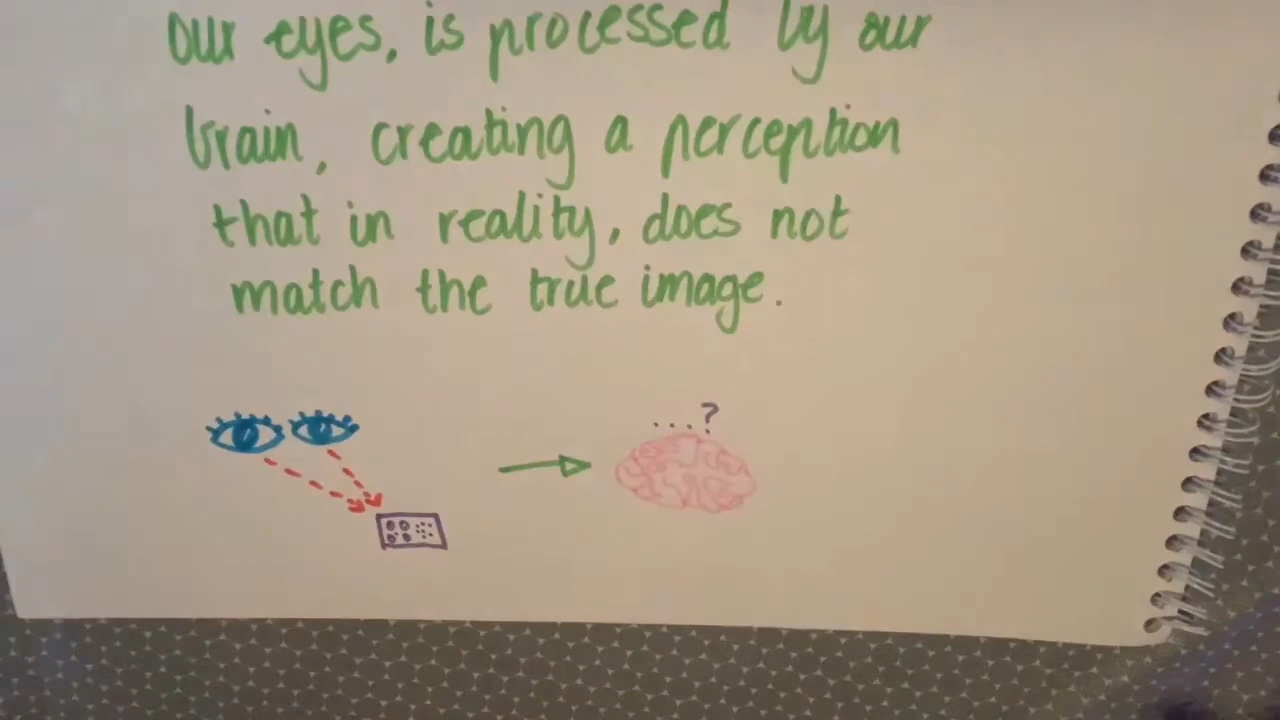 our eyes, is processed by our
brain, creating a perception
that in reality, does not
match the true image.
....?